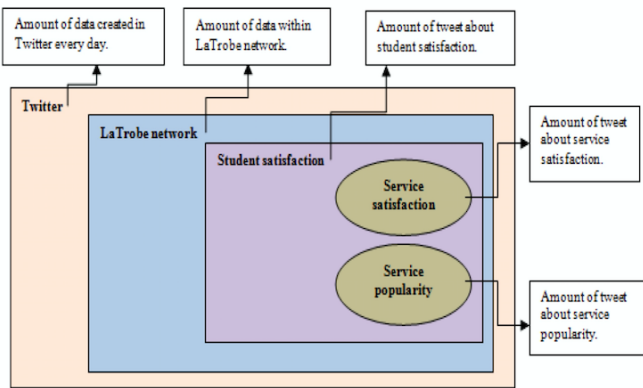 Amount of data created in
Twitter every day.
Amount of data within
LaTrobe network.
Amount of tweet about
student satisfaction.
Twitter
LaTrobe network
Student satisfaction
Service
satisfaction
Service
popularity
Amount of tweet
about service
satisfaction.
Amount of tweet
about service
popularity.